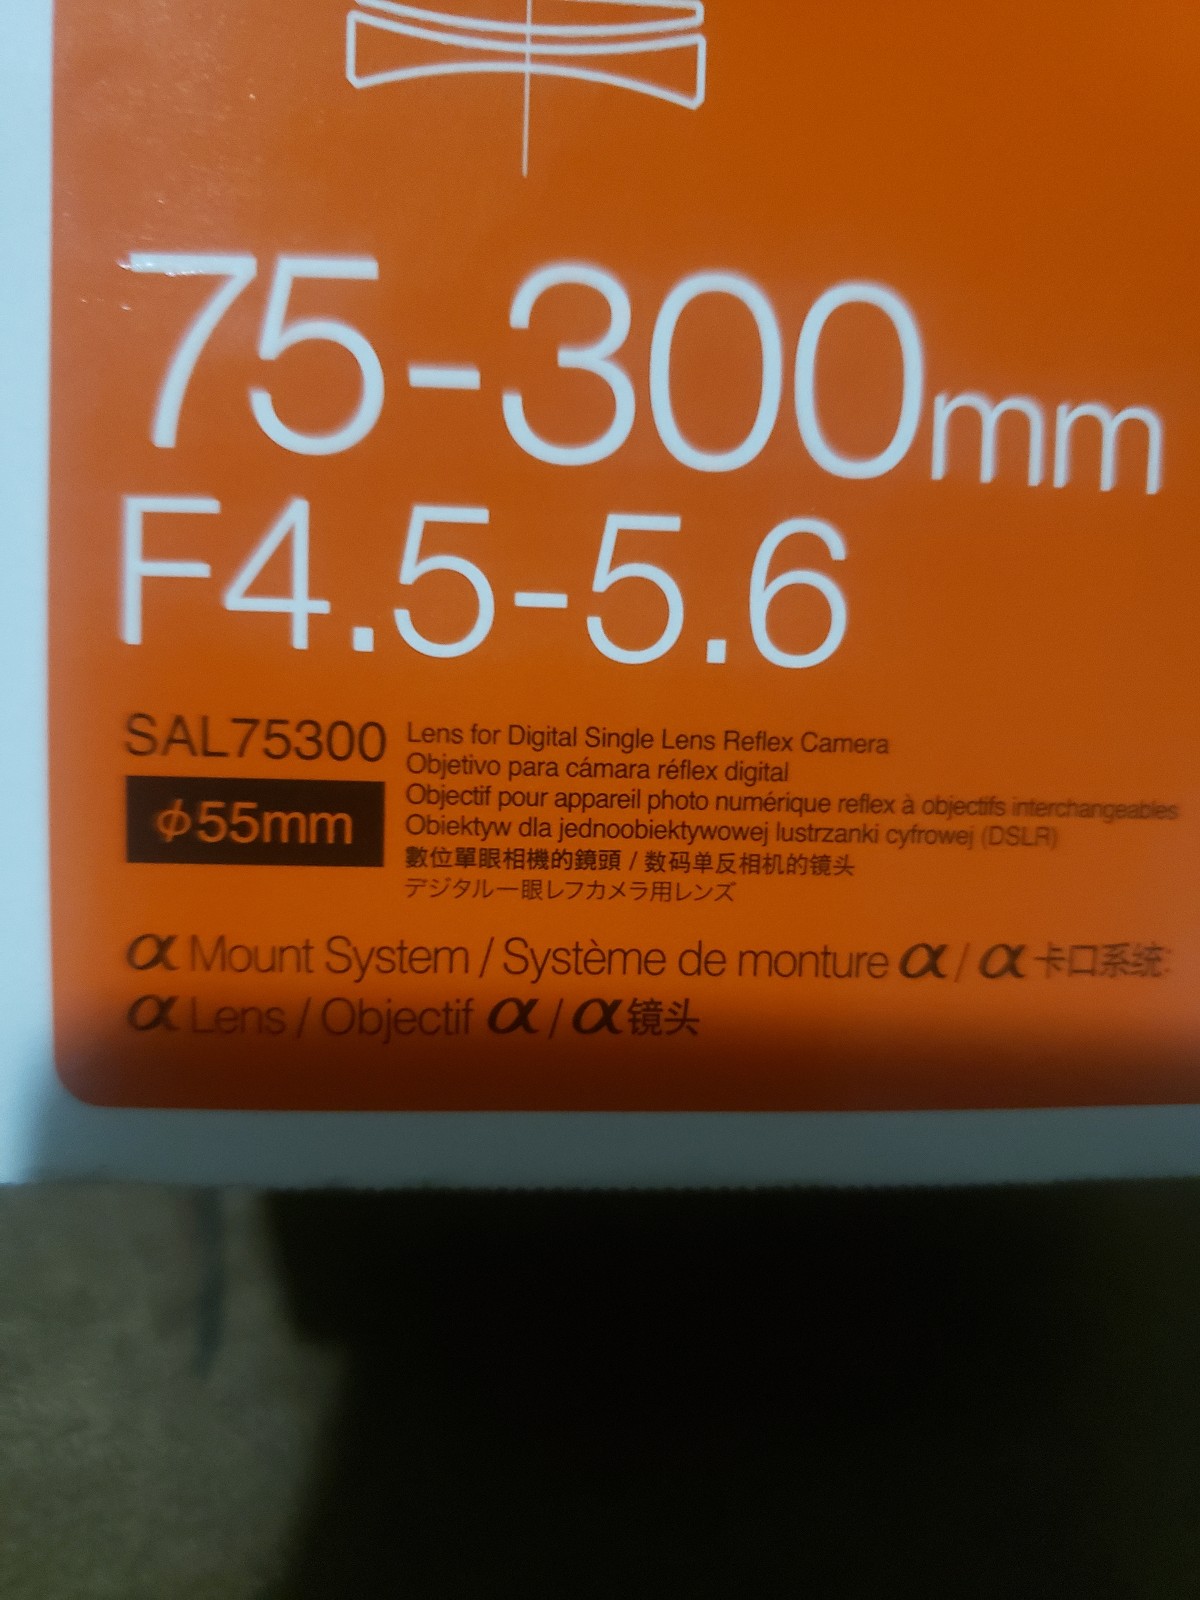 75-300mm
F4.5-5.6
SAL75300
φ55mm
Lens for Digital Single Lens Reflex Camera
Objetivo para cámara réflex digital
Objectif pour appareil photo numérique reflex à objectifs interchangeables
Obiektyw dla jednoobiektywowej lustrzanki cyfrowej (DSLR)
數位單眼相機的鏡頭 / 数码单反相机的镜头
デジタル一眼レフカメラ用レンズ
α Mount System / Système de monture α / α 卡口系统
α Lens / Objectif α / α镜头